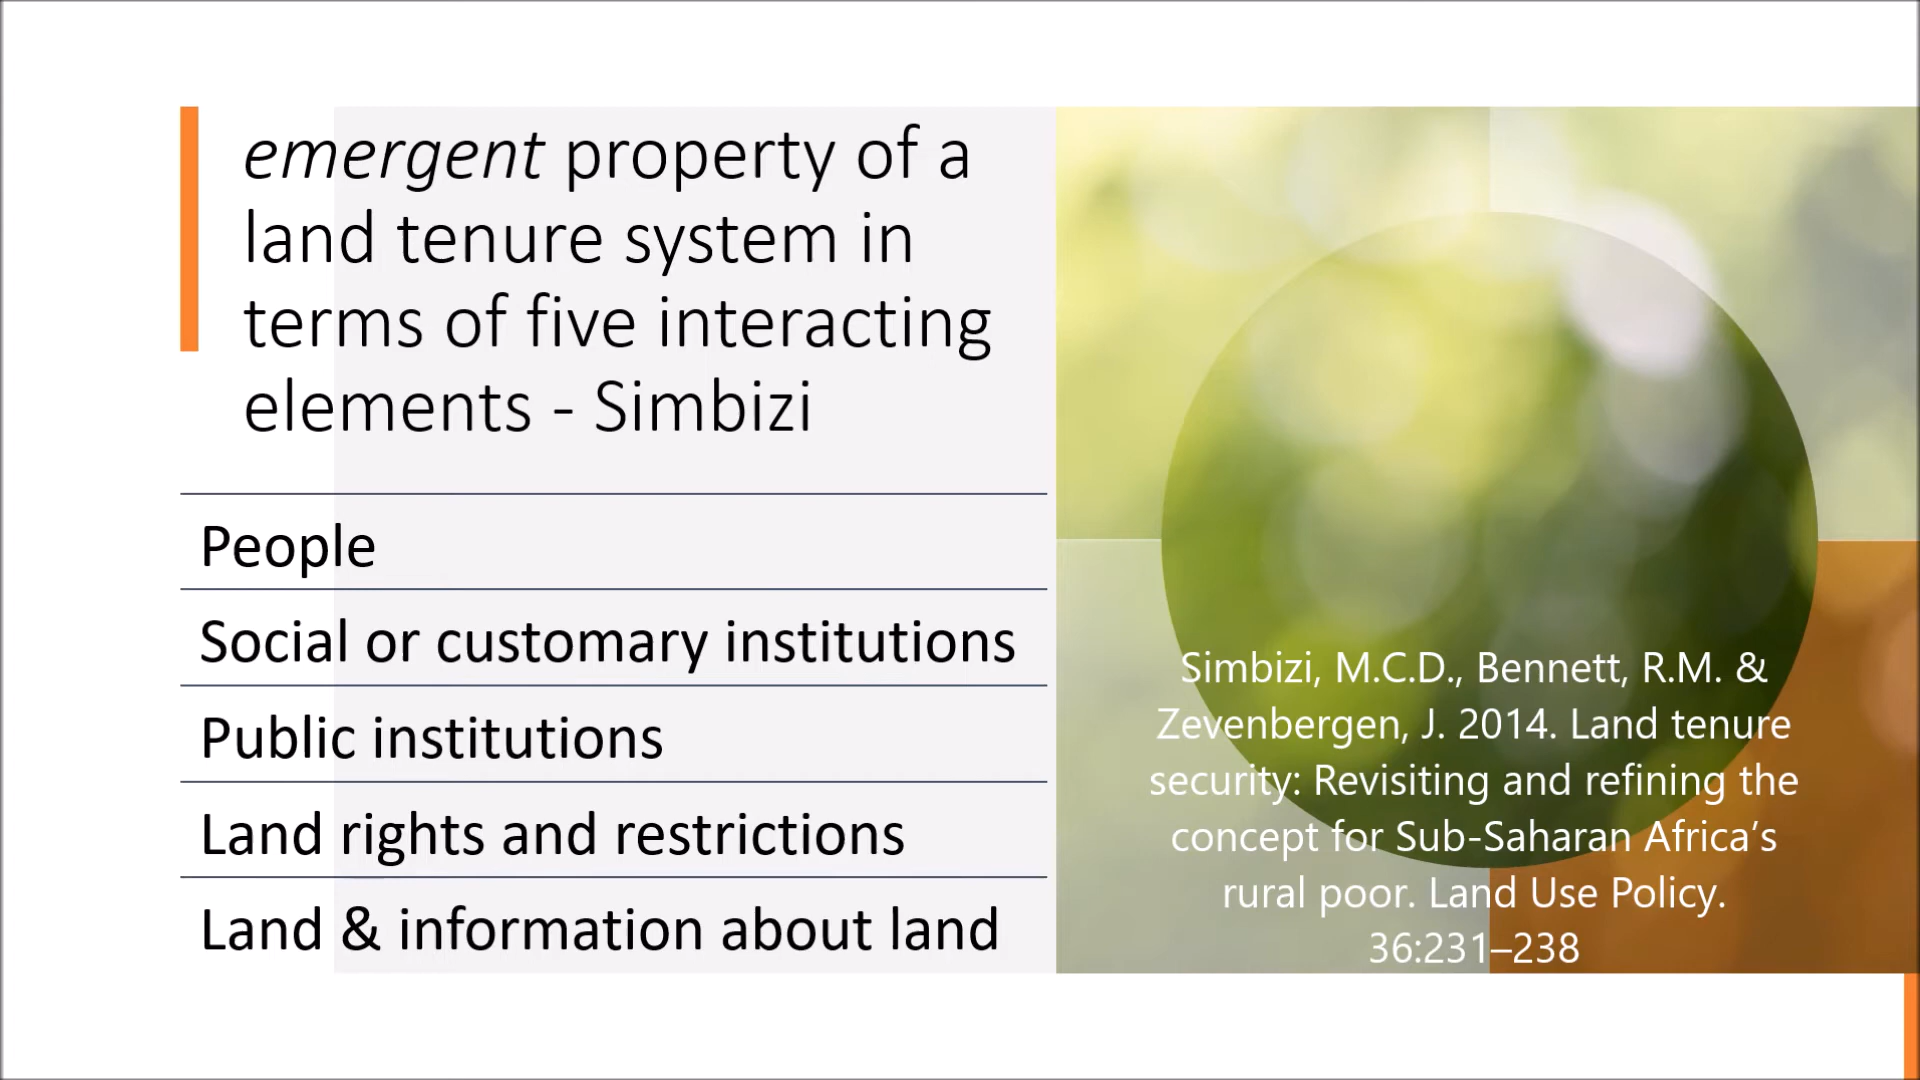 emergent property of a
land tenure system in
terms of five interacting
elements - Simbizi
People
Social or customary institutions
Public institutions
Land rights and restrictions
Land & information about land
Simbizi, M.C.D., Bennett, R.M. &
Zevenbergen, J. 2014. Land tenure
security: Revisiting and refining the
concept for Sub-Saharan Africa’s
rural poor. Land Use Policy.
36:231–238